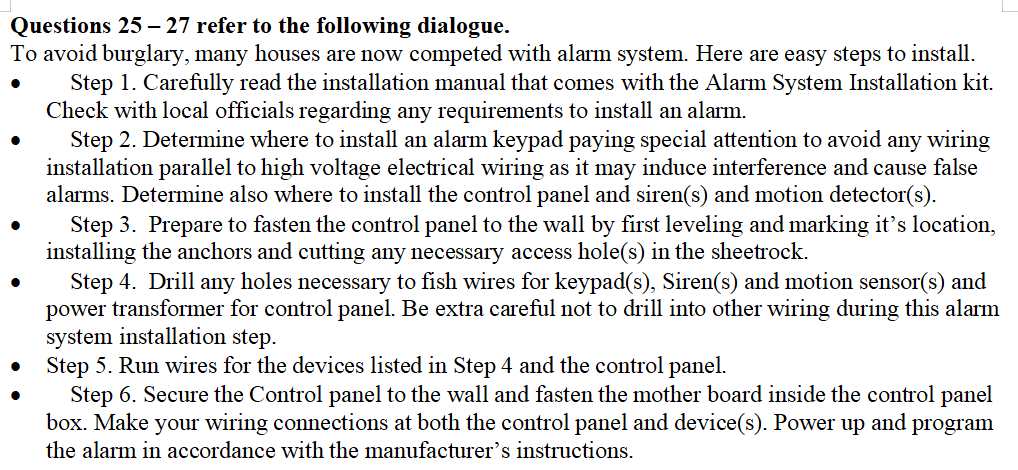 Questions 25 – 27 refer to the following dialogue.
To avoid burglary, many houses are now competed with alarm system. Here are easy steps to install.
• Step 1. Carefully read the installation manual that comes with the Alarm System Installation kit.
Check with local officials regarding any requirements to install an alarm.
• Step 2. Determine where to install an alarm keypad paying special attention to avoid any wiring
installation parallel to high voltage electrical wiring as it may induce interference and cause false
alarms. Determine also where to install the control panel and siren(s) and motion detector(s).
• Step 3. Prepare to fasten the control panel to the wall by first leveling and marking it’s location,
installing the anchors and cutting any necessary access hole(s) in the sheetrock.
• Step 4. Drill any holes necessary to fish wires for keypad(s), Siren(s) and motion sensor(s) and
power transformer for control panel. Be extra careful not to drill into other wiring during this alarm
system installation step.
• Step 5. Run wires for the devices listed in Step 4 and the control panel.
• Step 6. Secure the Control panel to the wall and fasten the mother board inside the control panel
box. Make your wiring connections at both the control panel and device(s). Power up and program
the alarm in accordance with the manufacturer’s instructions.